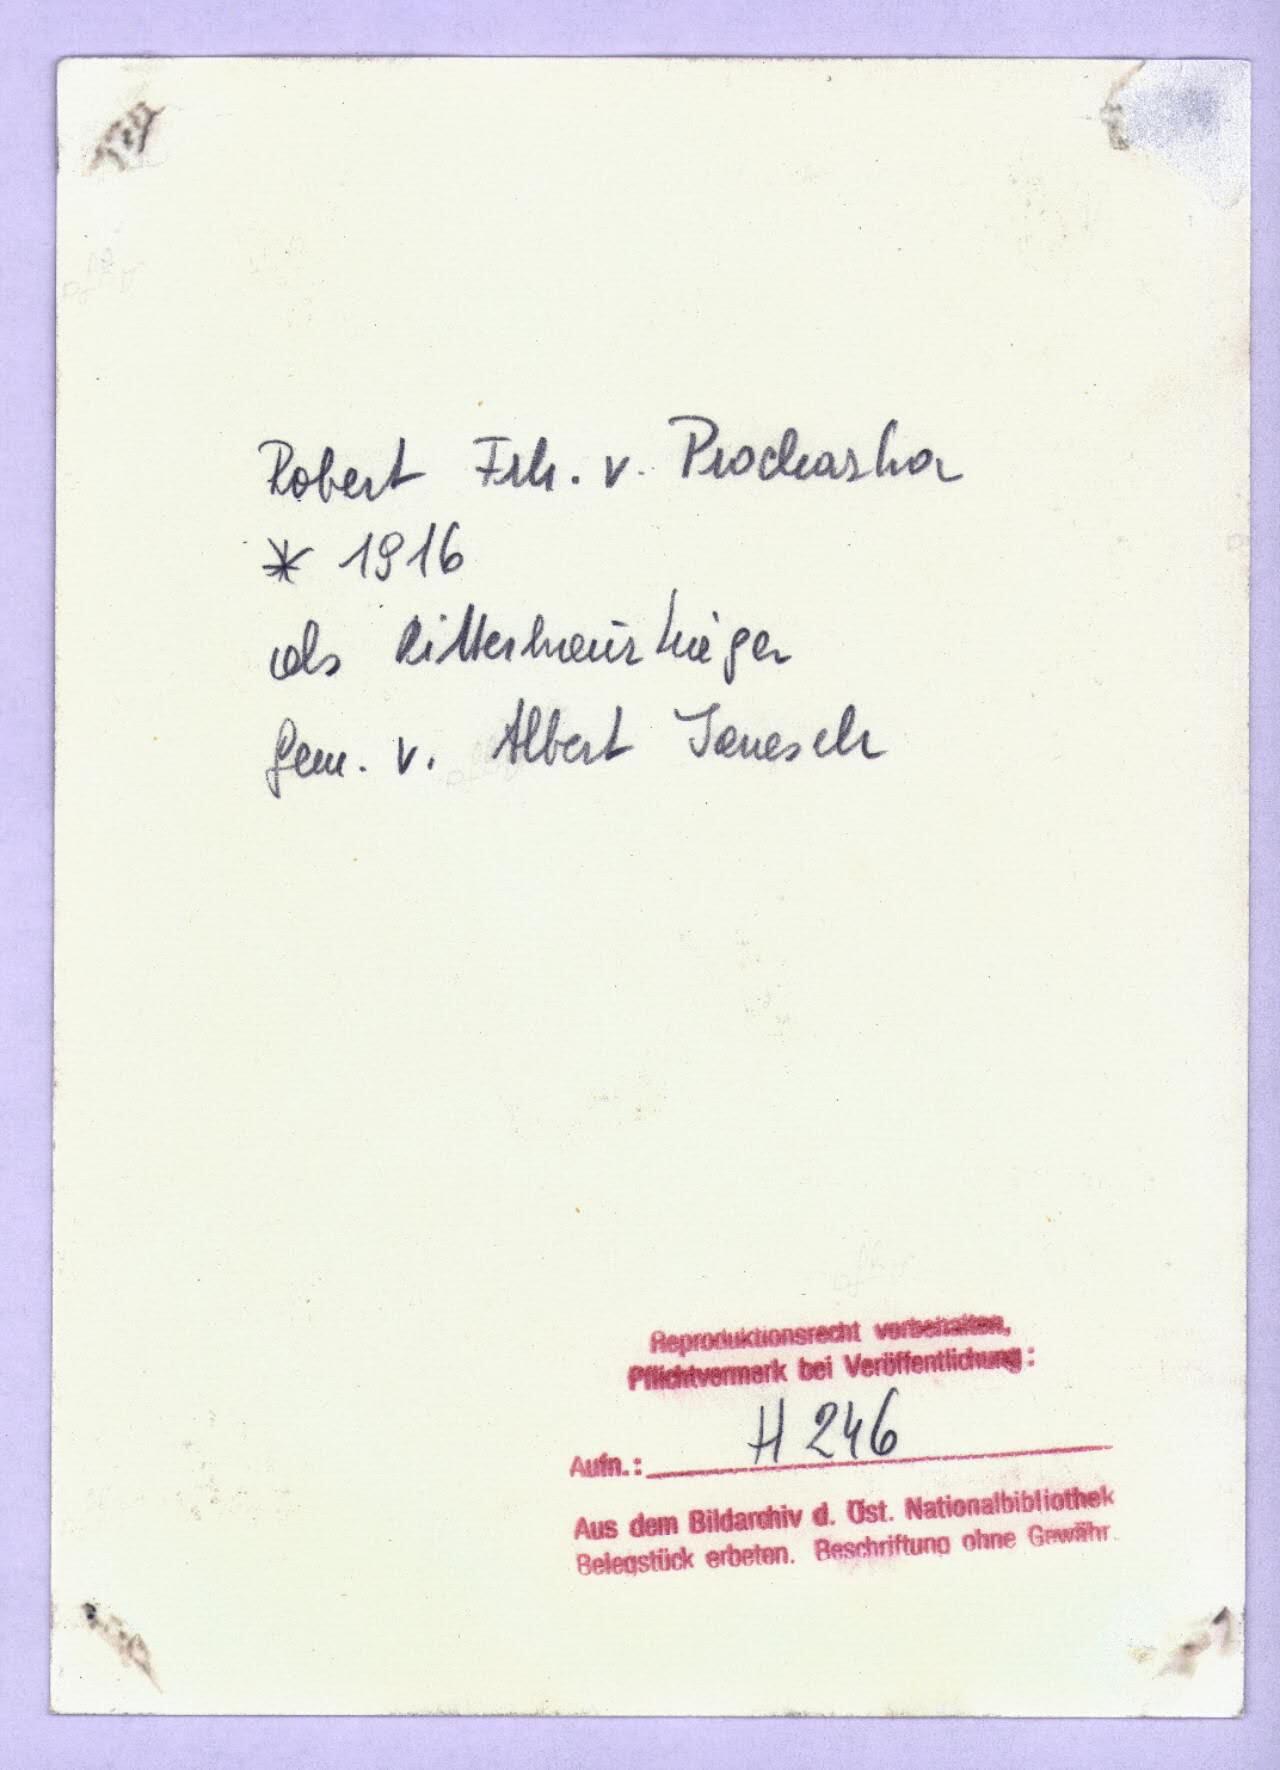 Robert Frh. v. Prochaska
* 1916
als Ritterkreuzträger
Gem. v. Albert Janesch
Reproduktionsrecht vorbehalten,
Pflichtvermerk bei Veröffentlichung:
Aufn.: H 246
Aus dem Bildarchiv d. Öst. Nationalbibliothek
Belegstück erbeten. Beschriftung ohne Gewähr.